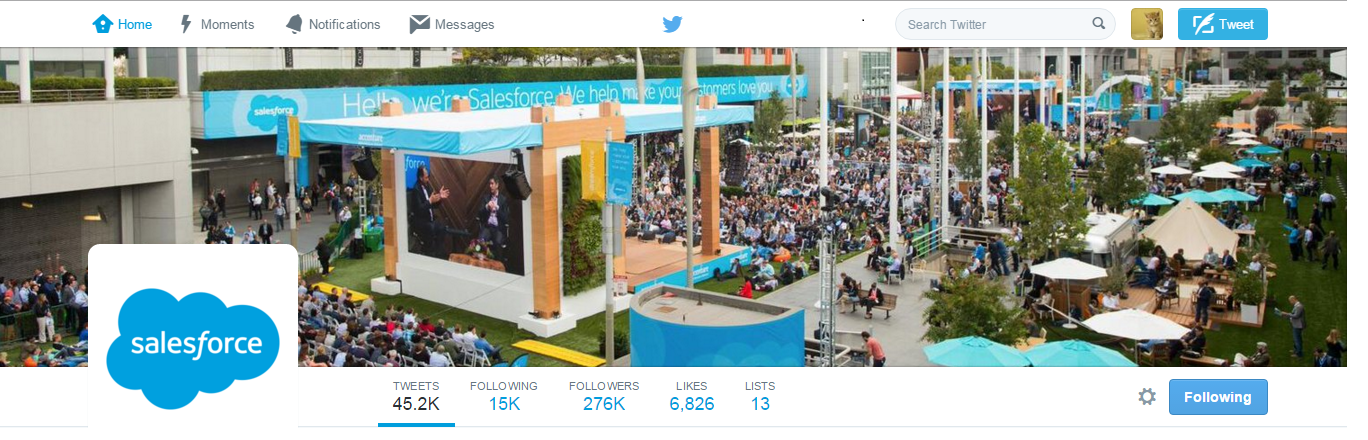 Home
Moments
Notifications
Messages
Search Twitter
Tweet
salesforce
Hello we're Salesforce. We help make your customers love you
accenture
salesforce
TWEETS
FOLLOWING
FOLLOWERS
LIKES
LISTS
45.2K
15K
276K
6,826
13
Following